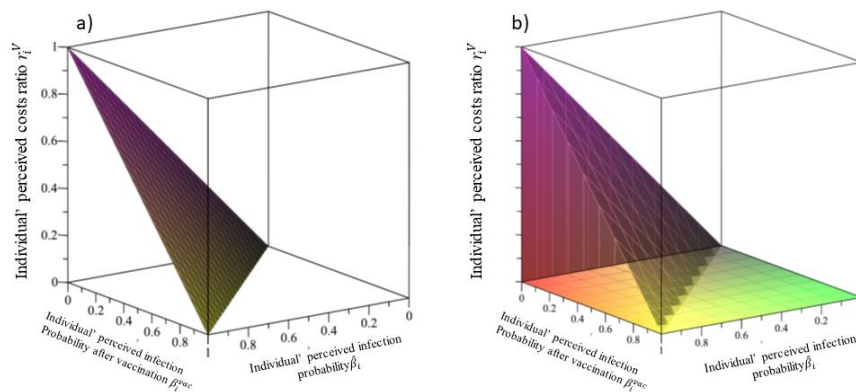 a)
Individual' perceived costs ratio r_i^V
1
0.8
0.6
0.4
0.2
0
0
0.2
0.4
0.6
0.8
1
0.8
0.6
0.4
0.2
0
Individual' perceived infection
Probability after vaccination β_i^vac
Individual' perceived infection
probability β̂_i
b)
Individual' perceived costs ratio r_i^V
0
0.2
0.4
0.6
0.8
1
0.8
0.6
0.4
0.2
Individual' perceived infection
Probability after vaccination β_i^vac
Individual' perceived infection
probability β̂_i